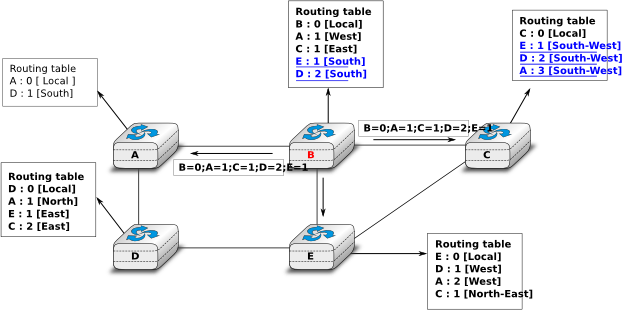 Routing table
B : 0 [Local]
A : 1 [West]
C : 1 [East]
E : 1 [South]
D : 2 [South]
Routing table
C : 0 [Local]
E : 1 [South-West]
D : 2 [South-West]
A : 3 [South-West]
Routing table
A : 0 [ Local ]
D : 1 [South]
B=0;A=1;C=1;D=2;E=1
A
B
C
B=0;A=1;C=1;D=2;E=1
Routing table
D : 0 [Local]
A : 1 [North]
E : 1 [East]
C : 2 [East]
D
E
Routing table
E : 0 [Local]
D : 1 [West]
A : 2 [West]
C : 1 [North-East]